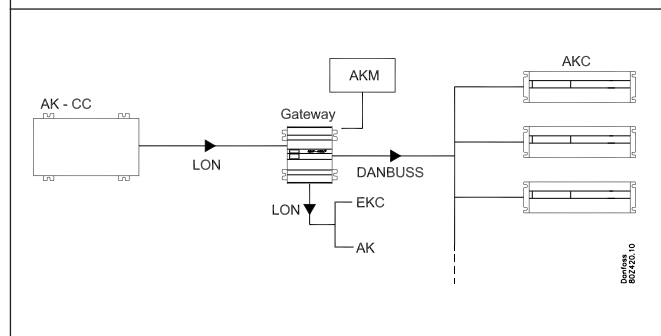 AKC
AKM
AK - CC
Gateway
LON
DANBUSS
LON
EKC
AK
Danfoss
80Z420.10